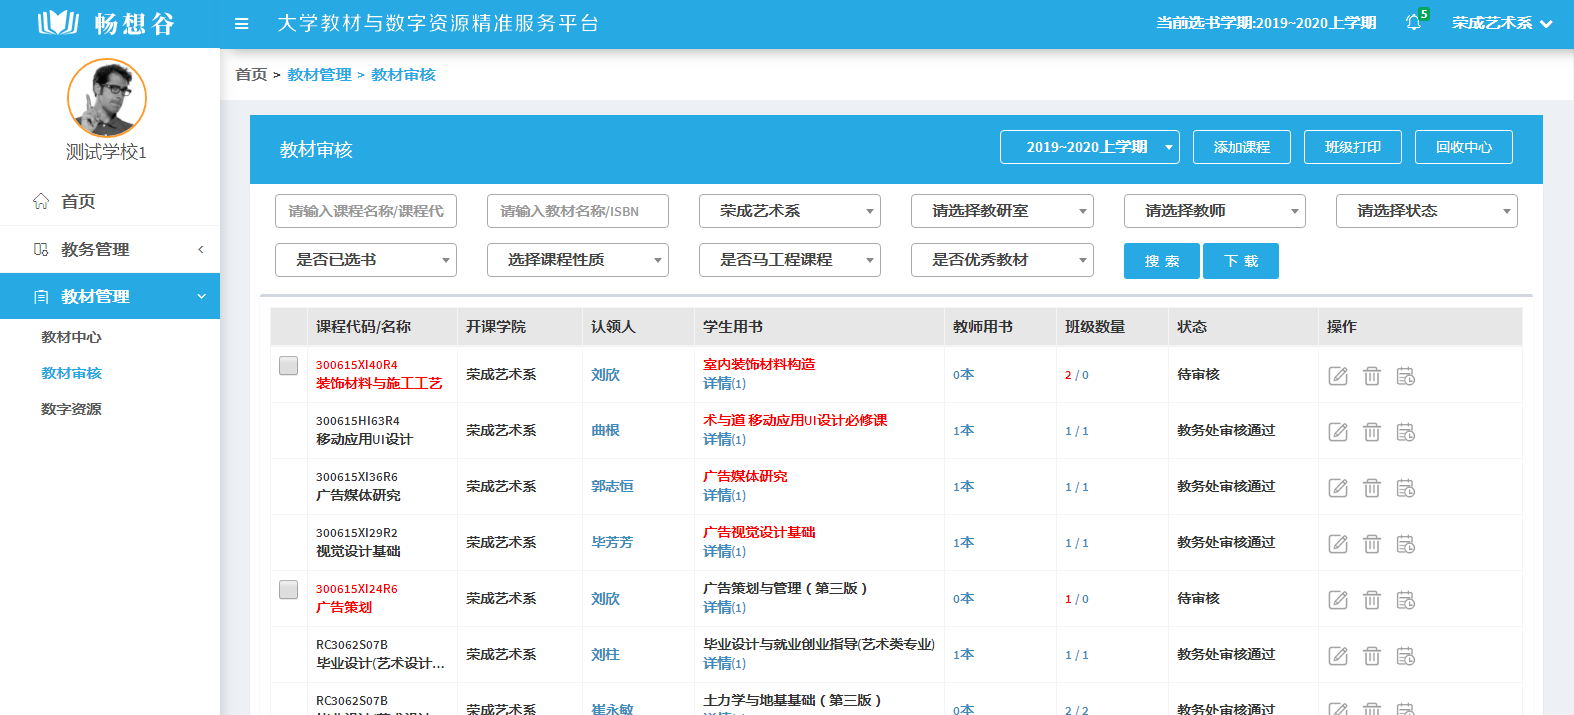 畅想谷
大学教材与数字资源精准服务平台
当前选书学期:2019~2020上学期
5
荣成艺术系
首页 > 教材管理 > 教材审核
测试学校1
首页
教务管理
教材管理
教材中心
教材审核
数字资源
教材审核
2019~2020上学期
添加课程
班级打印
回收中心
请输入课程名称/课程代
请输入教材名称/ISBN
荣成艺术系
请选择教研室
请选择教师
请选择状态
是否已选书
选择课程性质
是否马工程课程
是否优秀教材
搜 索
下 载
课程代码/名称 开课学院 认领人 学生用书 教师用书 班级数量 状态 操作
300615XI40R4
装饰材料与施工工艺
荣成艺术系
刘欣
室内装饰材料构造
详情(1)
0本
2 / 0
待审核
300615HI63R4
移动应用UI设计
荣成艺术系
曲根
术与道 移动应用UI设计必修课
详情(1)
1本
1 / 1
教务处审核通过
300615XI36R6
广告媒体研究
荣成艺术系
郭志恒
广告媒体研究
详情(1)
1本
1 / 1
教务处审核通过
300615XI29R2
视觉设计基础
荣成艺术系
毕芳芳
广告视觉设计基础
详情(1)
1本
1 / 1
教务处审核通过
300615XI24R6
广告策划
荣成艺术系
刘欣
广告策划与管理（第三版）
详情(1)
0本
1 / 0
待审核
RC3062S07B
毕业设计(艺术设计...
荣成艺术系
刘柱
毕业设计与就业创业指导(艺术类专业)
详情(1)
1本
1 / 1
教务处审核通过
RC3062S07B
荣成艺术系
崔永敏
土力学与地基基础（第三版）
0本
2 / 2
教务处审核通过